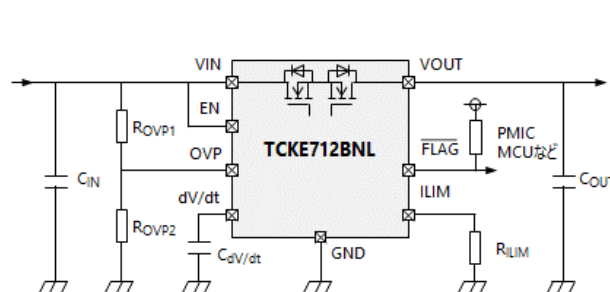 VIN
VOUT
EN
ROVP1
OVP
TCKE712BNL
FLAG
PMIC
MCUなど
CIN
dV/dt
ILIM
COUT
ROVP2
CdV/dt
GND
RILIM